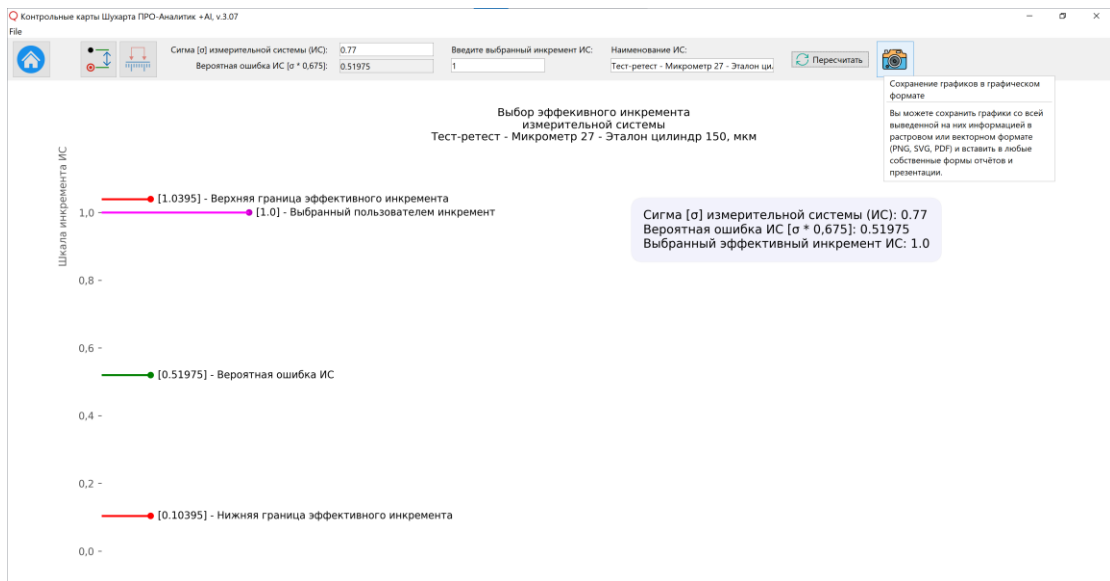 Контрольные карты Шухарта ПРО-Аналитик +AI, v.3.07
File
Сигма [σ] измерительной системы (ИС): 0.77
Вероятная ошибка ИС [σ * 0,675]: 0.51975
Введите выбранный инкремент ИС:
1
Наименование ИС:
Тест-ретест - Микрометр 27 - Эталон ци.
Пересчитать
Сохранение графиков в графическом
формате
Вы можете сохранить графики со всей
выведенной на них информацией в
растровом или векторном формате
(PNG, SVG, PDF) и вставить в любые
собственные формы отчётов и
презентации.
Выбор эффекивного инкремента
измерительной системы
Тест-ретест - Микрометр 27 - Эталон цилиндр 150, мкм
Шкала инкремента ИС
[1.0395] - Верхняя граница эффективного инкремента
1,0
[1.0] - Выбранный пользователем инкремент
Сигма [σ] измерительной системы (ИС): 0.77
Вероятная ошибка ИС [σ * 0,675]: 0.51975
Выбранный эффективный инкремент ИС: 1.0
0,8
0,6
[0.51975] - Вероятная ошибка ИС
0,4
0,2
[0.10395] - Нижняя граница эффективного инкремента
0,0